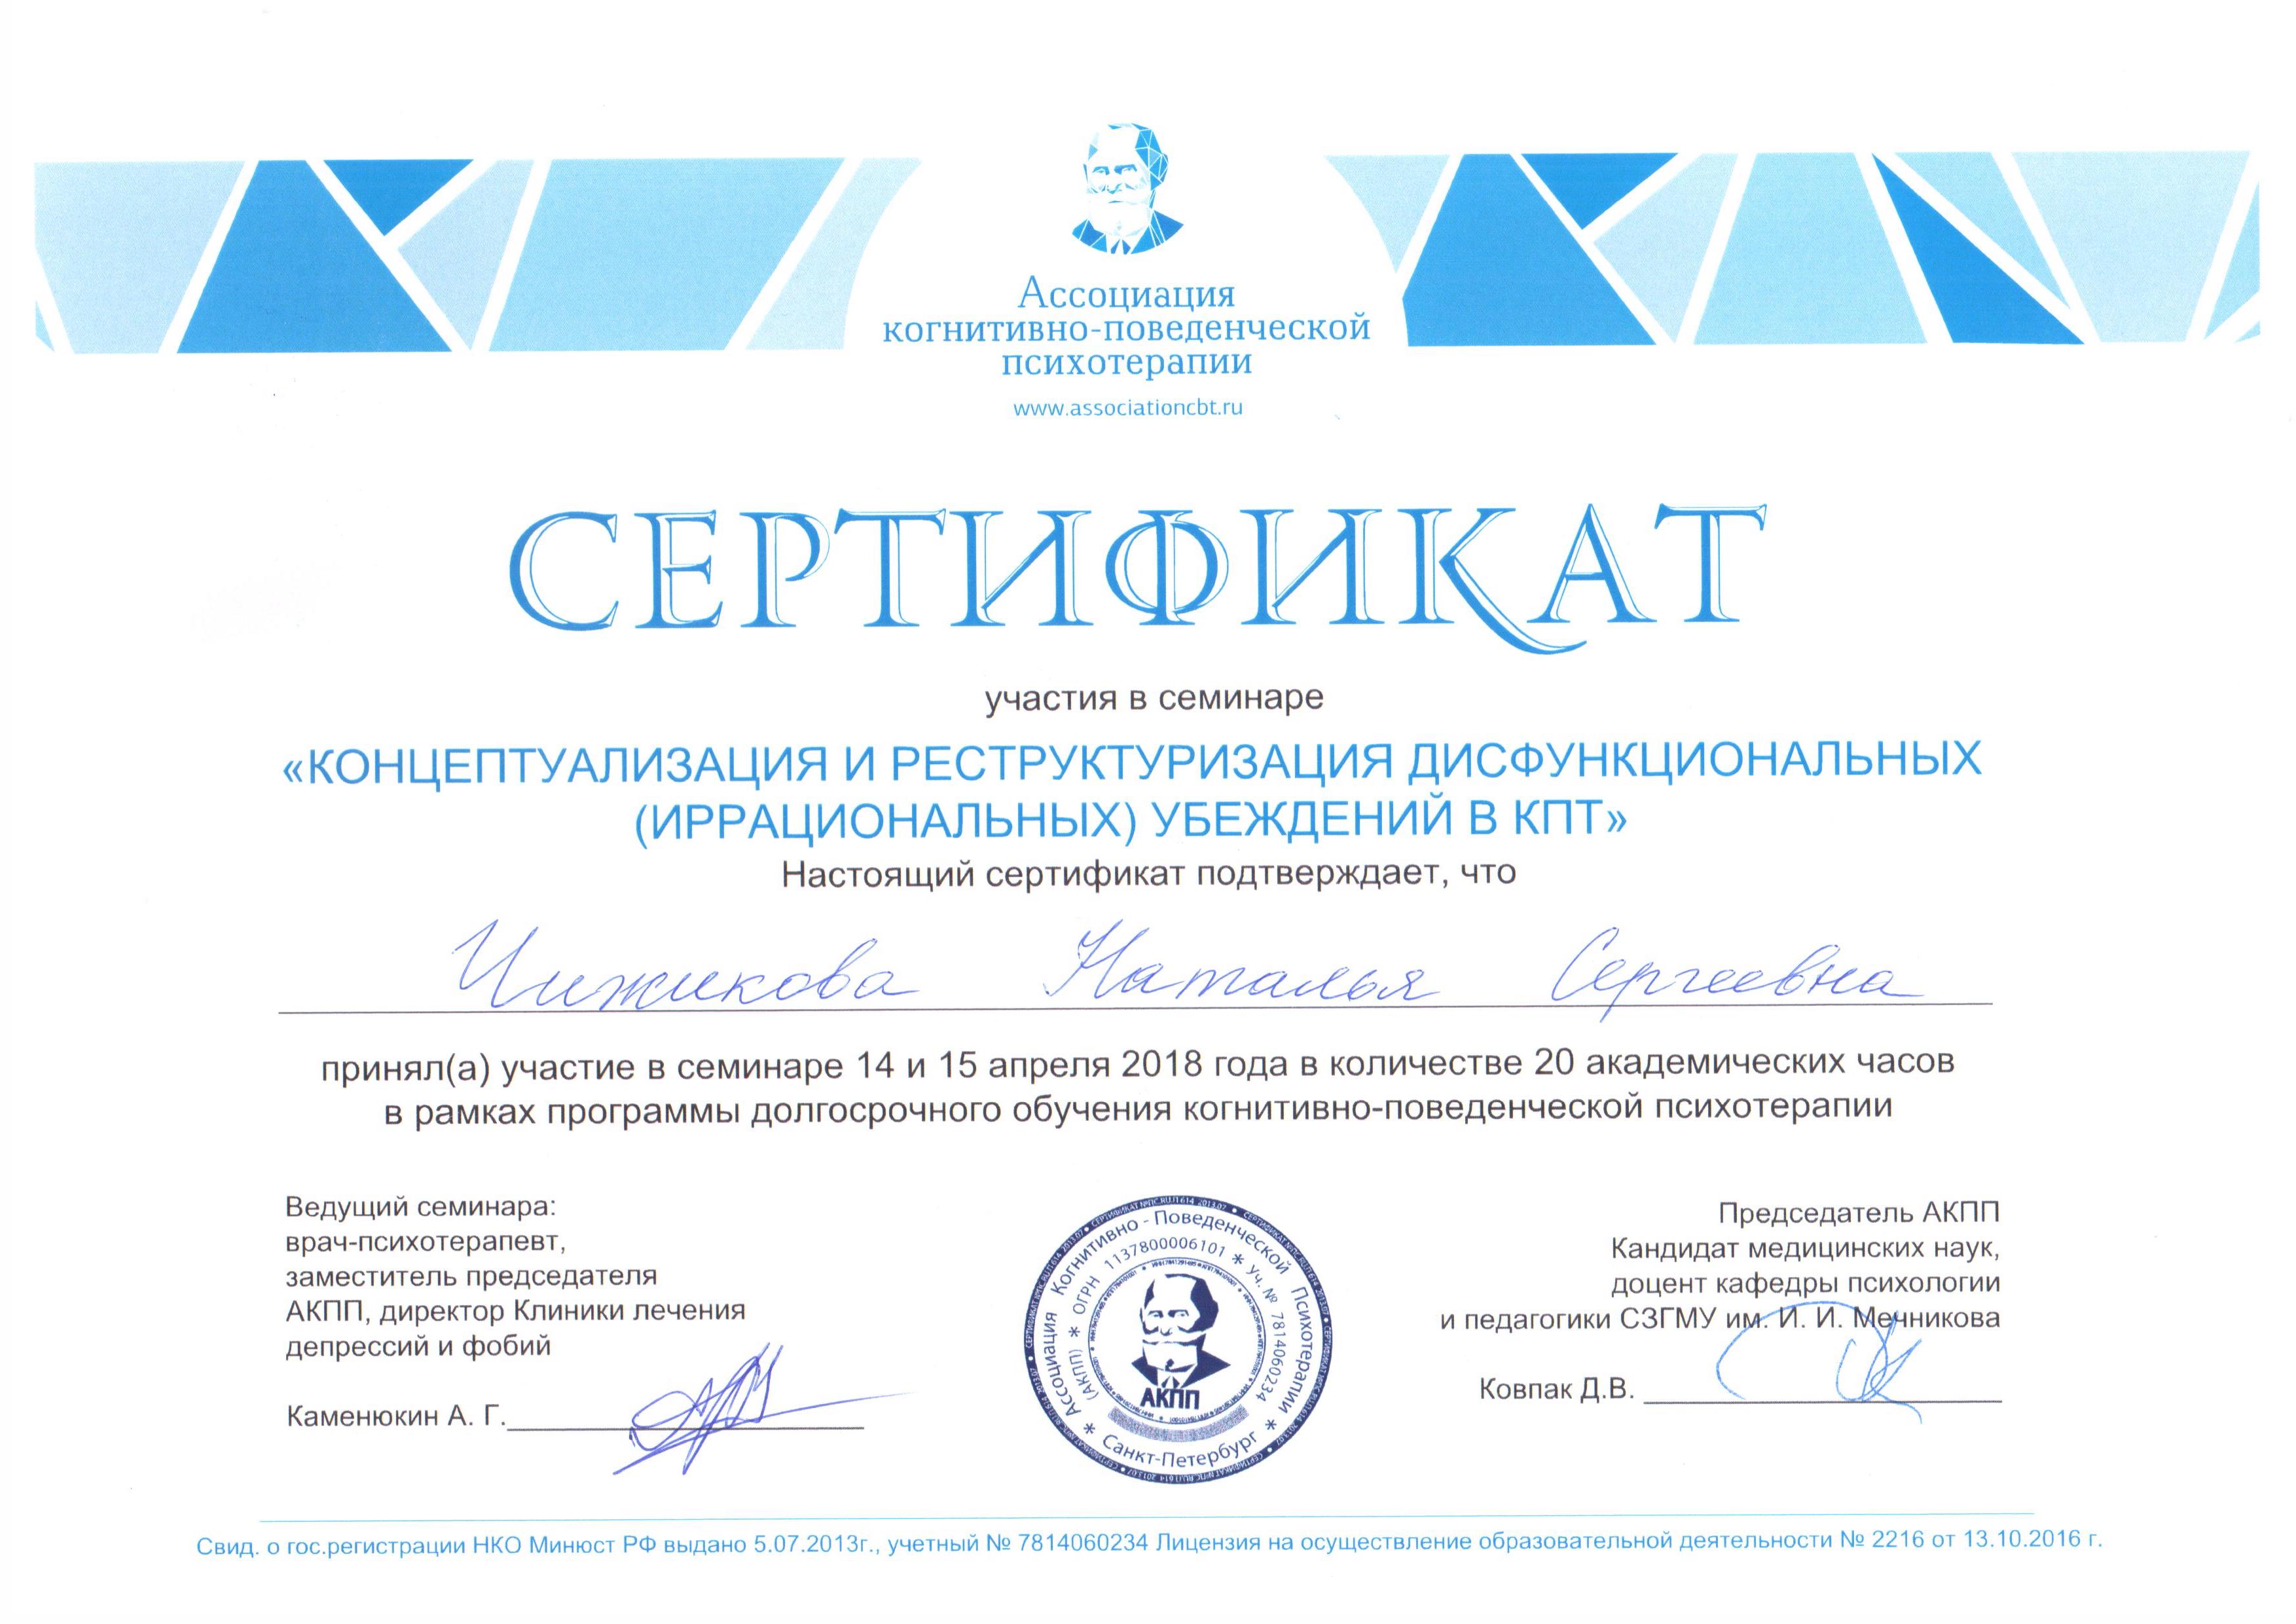 Ассоциация
когнитивно-поведенческой
психотерапии
www.associationcbt.ru
СЕРТИФИКАТ
участия в семинаре
«КОНЦЕПТУАЛИЗАЦИЯ И РЕСТРУКТУРИЗАЦИЯ ДИСФУНКЦИОНАЛЬНЫХ
(ИРРАЦИОНАЛЬНЫХ) УБЕЖДЕНИЙ В КПТ»
Настоящий сертификат подтверждает, что
Чижикова Наталья Сергеевна
принял(а) участие в семинаре 14 и 15 апреля 2018 года в количестве 20 академических часов
в рамках программы долгосрочного обучения когнитивно-поведенческой психотерапии
Ведущий семинара:
врач-психотерапевт,
заместитель председателя
АКПП, директор Клиники лечения
депрессий и фобий
Каменюкин А. Г.
Ассоциация Когнитивно - Поведенческой Психотерапии
(АКПП) * ОГРН 1137800006101 * Уч. № 7814060234
АКПП
* Санкт-Петербург *
Председатель АКПП
Кандидат медицинских наук,
доцент кафедры психологии
и педагогики СЗГМУ им. И. И. Мечникова
Ковпак Д.В.
Свид. о гос.регистрации НКО Минюст РФ выдано 5.07.2013г., учетный № 7814060234 Лицензия на осуществление образовательной деятельности № 2216 от 13.10.2016 г.